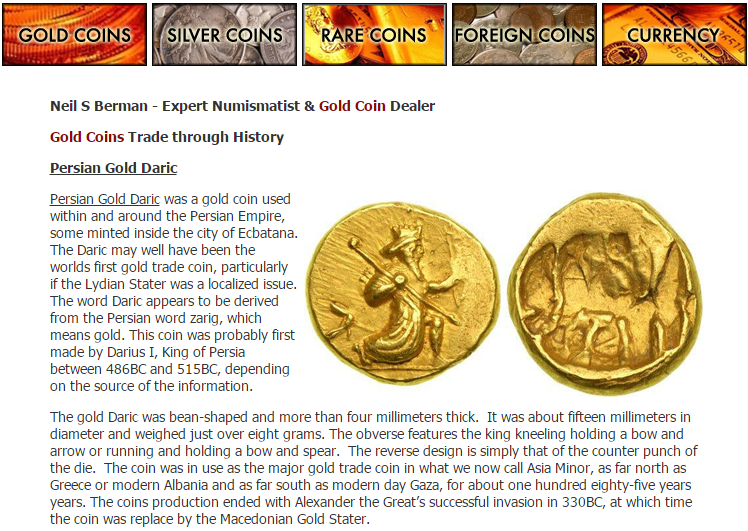 GOLD COINS SILVER COINS RARE COINS FOREIGN COINS CURRENCY
Neil S Berman - Expert Numismatist & Gold Coin Dealer
Gold Coins Trade through History
Persian Gold Daric
Persian Gold Daric was a gold coin used
within and around the Persian Empire,
some minted inside the city of Ecbatana.
The Daric may well have been the
worlds first gold trade coin, particularly
if the Lydian Stater was a localized issue.
The word Daric appears to be derived
from the Persian word zarig, which
means gold. This coin was probably first
made by Darius I, King of Persia
between 486BC and 515BC, depending
on the source of the information.
The gold Daric was bean-shaped and more than four millimeters thick.  It was about fifteen millimeters in
diameter and weighed just over eight grams. The obverse features the king kneeling holding a bow and
arrow or running and holding a bow and spear.  The reverse design is simply that of the counter punch of
the die.  The coin was in use as the major gold trade coin in what we now call Asia Minor, as far north as
Greece or modern Albania and as far south as modern day Gaza, for about one hundred eighty-five years
years. The coins production ended with Alexander the Great's successful invasion in 330BC, at which time
the coin was replace by the Macedonian Gold Stater.